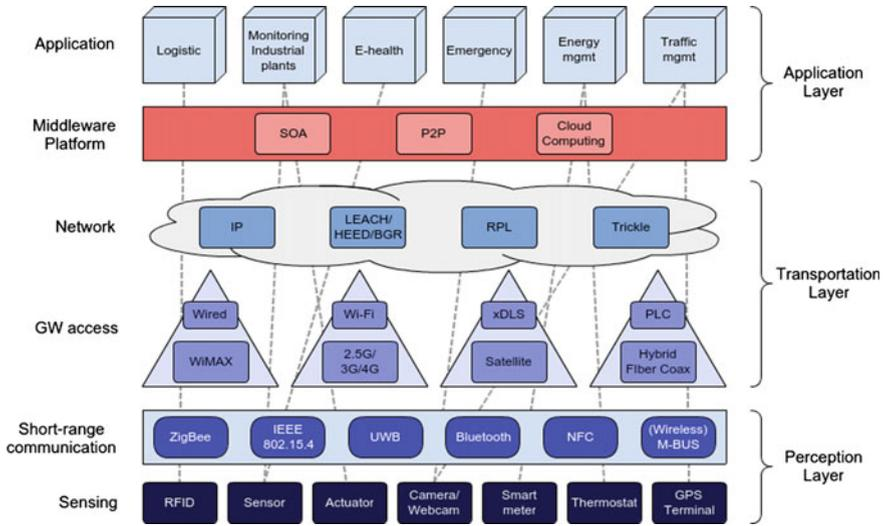 Application
Logistic
Monitoring
Industrial
plants
E-health
Emergency
Energy
mgmt
Traffic
mgmt
Application
Layer
Middleware
Platform
SOA
P2P
Cloud
Computing
Network
IP
LEACH/
HEED/BGR
RPL
Trickle
Transportation
Layer
GW access
Wired
Wi-Fi
xDLS
PLC
WiMAX
2.5G/
3G/4G
Satellite
Hybrid
FIber Coax
Short-range
communication
ZigBee
IEEE
802.15.4
UWB
Bluetooth
NFC
(Wireless)
M-BUS
Perception
Layer
Sensing
RFID
Sensor
Actuator
Camera/
Webcam
Smart
meter
Thermostat
GPS
Terminal